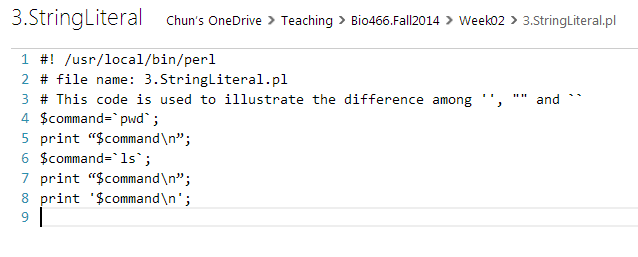 3.StringLiteral Chun's OneDrive > Teaching > Bio466.Fall2014 > Week02 > 3.StringLiteral.pl
1 #! /usr/local/bin/perl
2 # file name: 3.StringLiteral.pl
3 # This code is used to illustrate the difference among '', "" and ``
4 $command=`pwd`;
5 print “$command\n”;
6 $command=`ls`;
7 print “$command\n”;
8 print '$command\n';
9